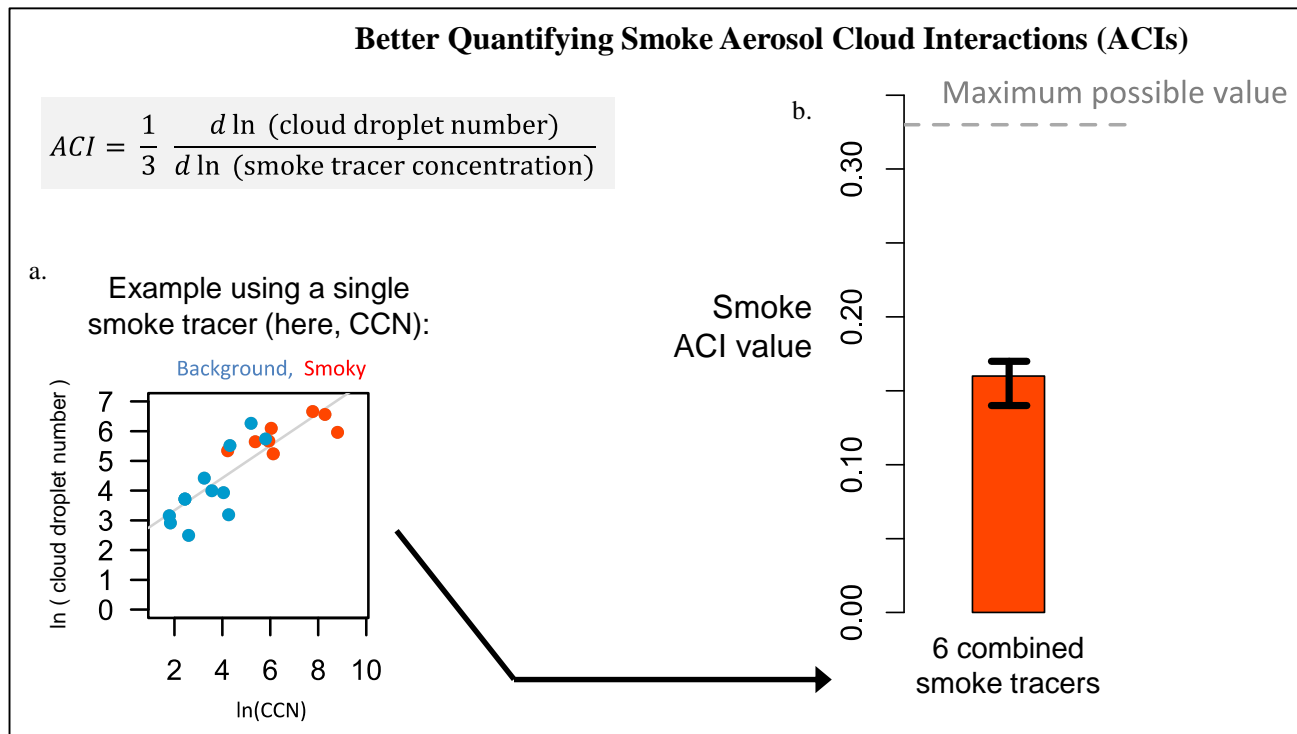 Better Quantifying Smoke Aerosol Cloud Interactions (ACIs)
ACI = 1/3 d ln (cloud droplet number) / d ln (smoke tracer concentration)
a.
Example using a single
smoke tracer (here, CCN):
Background, Smoky
ln ( cloud droplet number )
7
6
5
4
3
2
1
0
2 4 6 8 10
ln(CCN)
b.
Maximum possible value
0.30
0.20
0.10
0.00
Smoke
ACI value
6 combined
smoke tracers